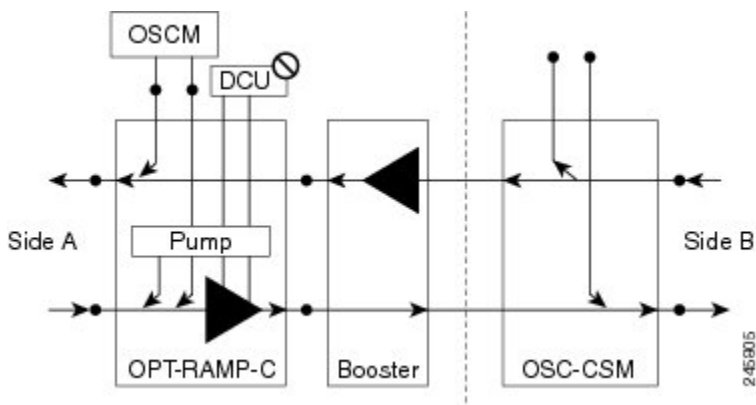 OSCM
DCU
Side A
Pump
Side B
OPT-RAMP-C
Booster
OSC-CSM
245905